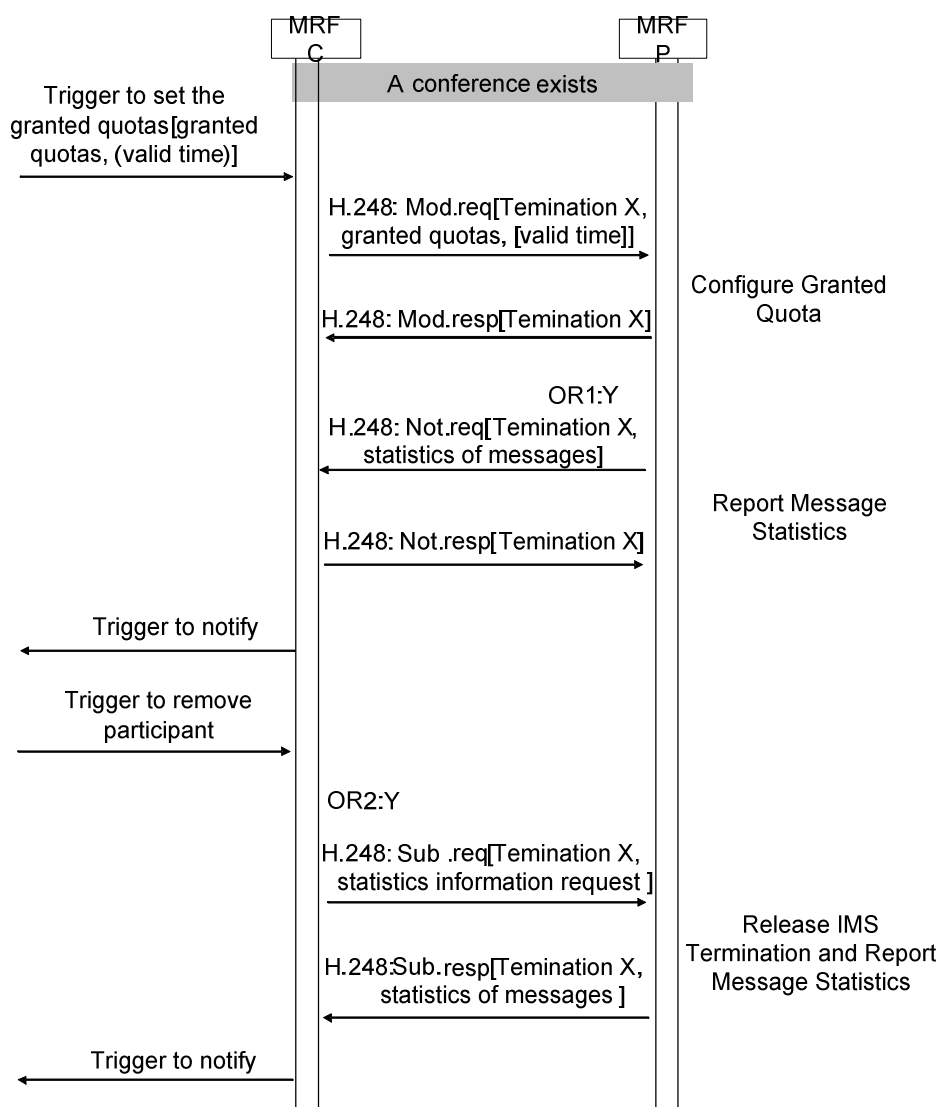 MRF
C
MRF
P
A conference exists
Trigger to set the
granted quotas[granted
quotas, (valid time)]
H.248: Mod.req[Temination X,
granted quotas, [valid time]]
Configure Granted
Quota
H.248: Mod.resp[Temination X]
OR1:Y
H.248: Not.req[Temination X,
statistics of messages]
Report Message
Statistics
H.248: Not.resp[Temination X]
Trigger to notify
Trigger to remove
participant
OR2:Y
H.248: Sub .req[Temination X,
statistics information request ]
Release IMS
Termination and Report
Message Statistics
H.248:Sub.resp[Temination X,
statistics of messages ]
Trigger to notify